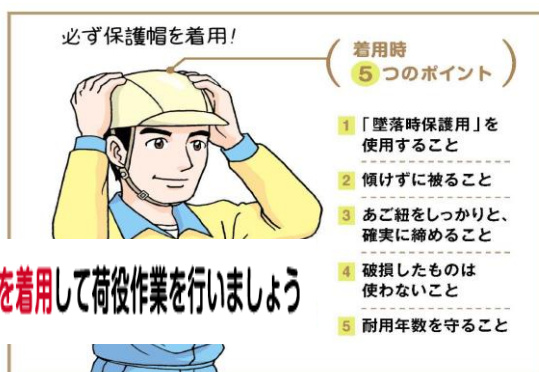 必ず保護帽を着用!
着用時
5つのポイント
1 「墜落時保護用」を
使用すること
2 傾けずに被ること
3 あご紐をしっかりと、
確実に締めること
4 破損したものは
使わないこと
5 耐用年数を守ること
を着用して荷役作業を行いましょう